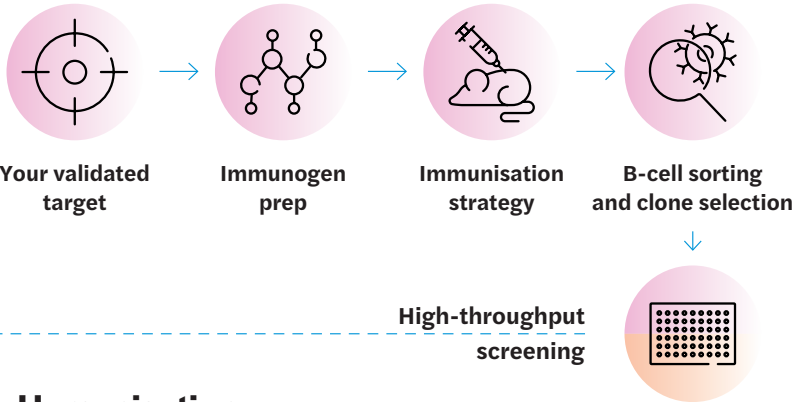 Your validated
target
Immunogen
prep
Immunisation
strategy
B-cell sorting
and clone selection
High-throughput
screening